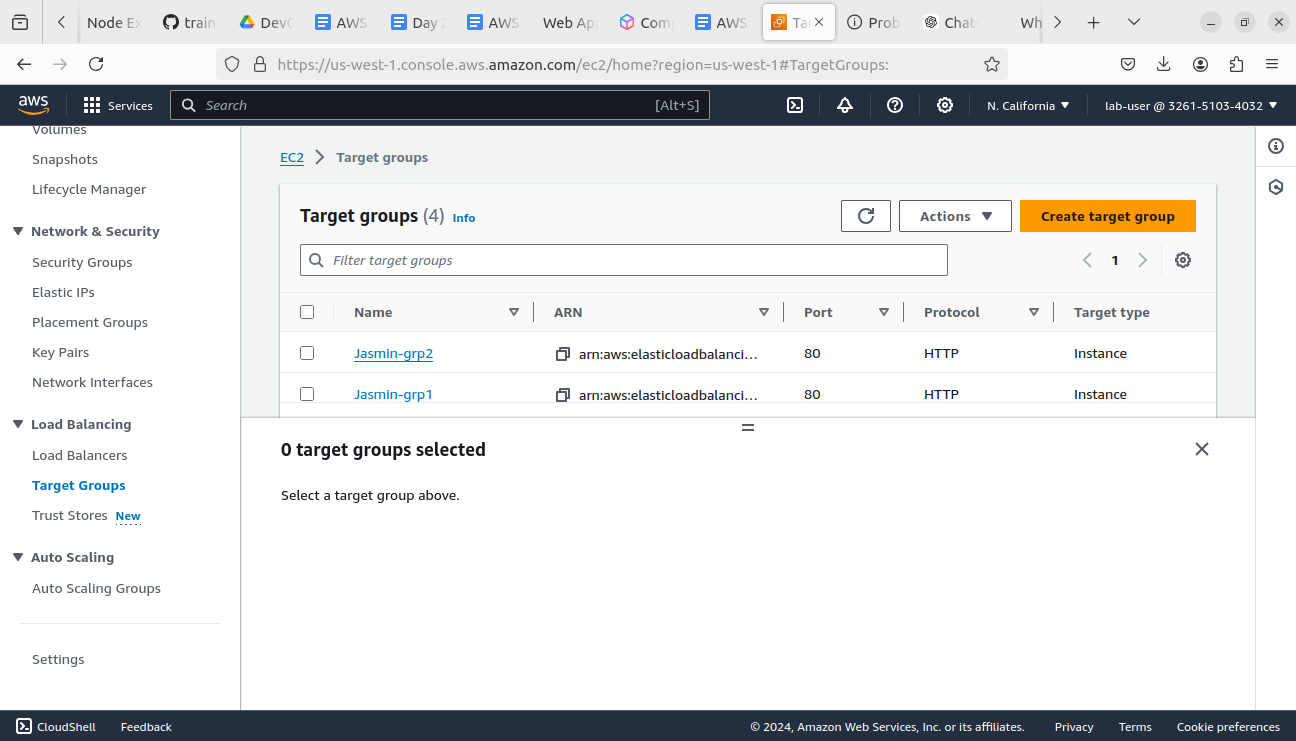 Node Ex
train
DevO
AWS
Day 2
AWS
Web App
Com
AWS
Ta
Prob
Chat
Wh
https://us-west-1.console.aws.amazon.com/ec2/home?region=us-west-1#TargetGroups:
aws
Services
Search
[Alt+S]
N. California
lab-user @ 3261-5103-4032
Volumes
Snapshots
Lifecycle Manager
Network & Security
Security Groups
Elastic IPs
Placement Groups
Key Pairs
Network Interfaces
Load Balancing
Load Balancers
Target Groups
Trust Stores New
Auto Scaling
Auto Scaling Groups
Settings
EC2 Target groups
Target groups (4) Info
Actions
Create target group
Filter target groups
1
Name ARN Port Protocol Target type
Jasmin-grp2 arn:aws:elasticloadbalanci... 80 HTTP Instance
Jasmin-grp1 arn:aws:elasticloadbalanci... 80 HTTP Instance
0 target groups selected
Select a target group above.
CloudShell
Feedback
© 2024, Amazon Web Services, Inc. or its affiliates.
Privacy
Terms
Cookie preferences